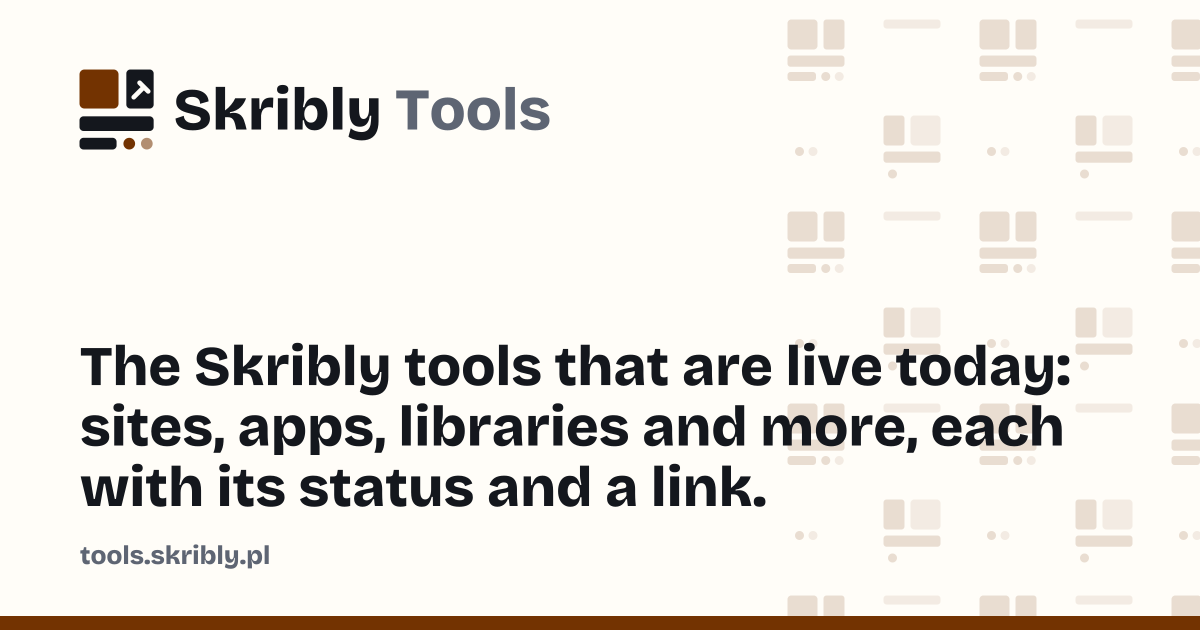 Skribly Tools
The Skribly tools that are live today:
sites, apps, libraries and more, each
with its status and a link.
tools.skribly.pl